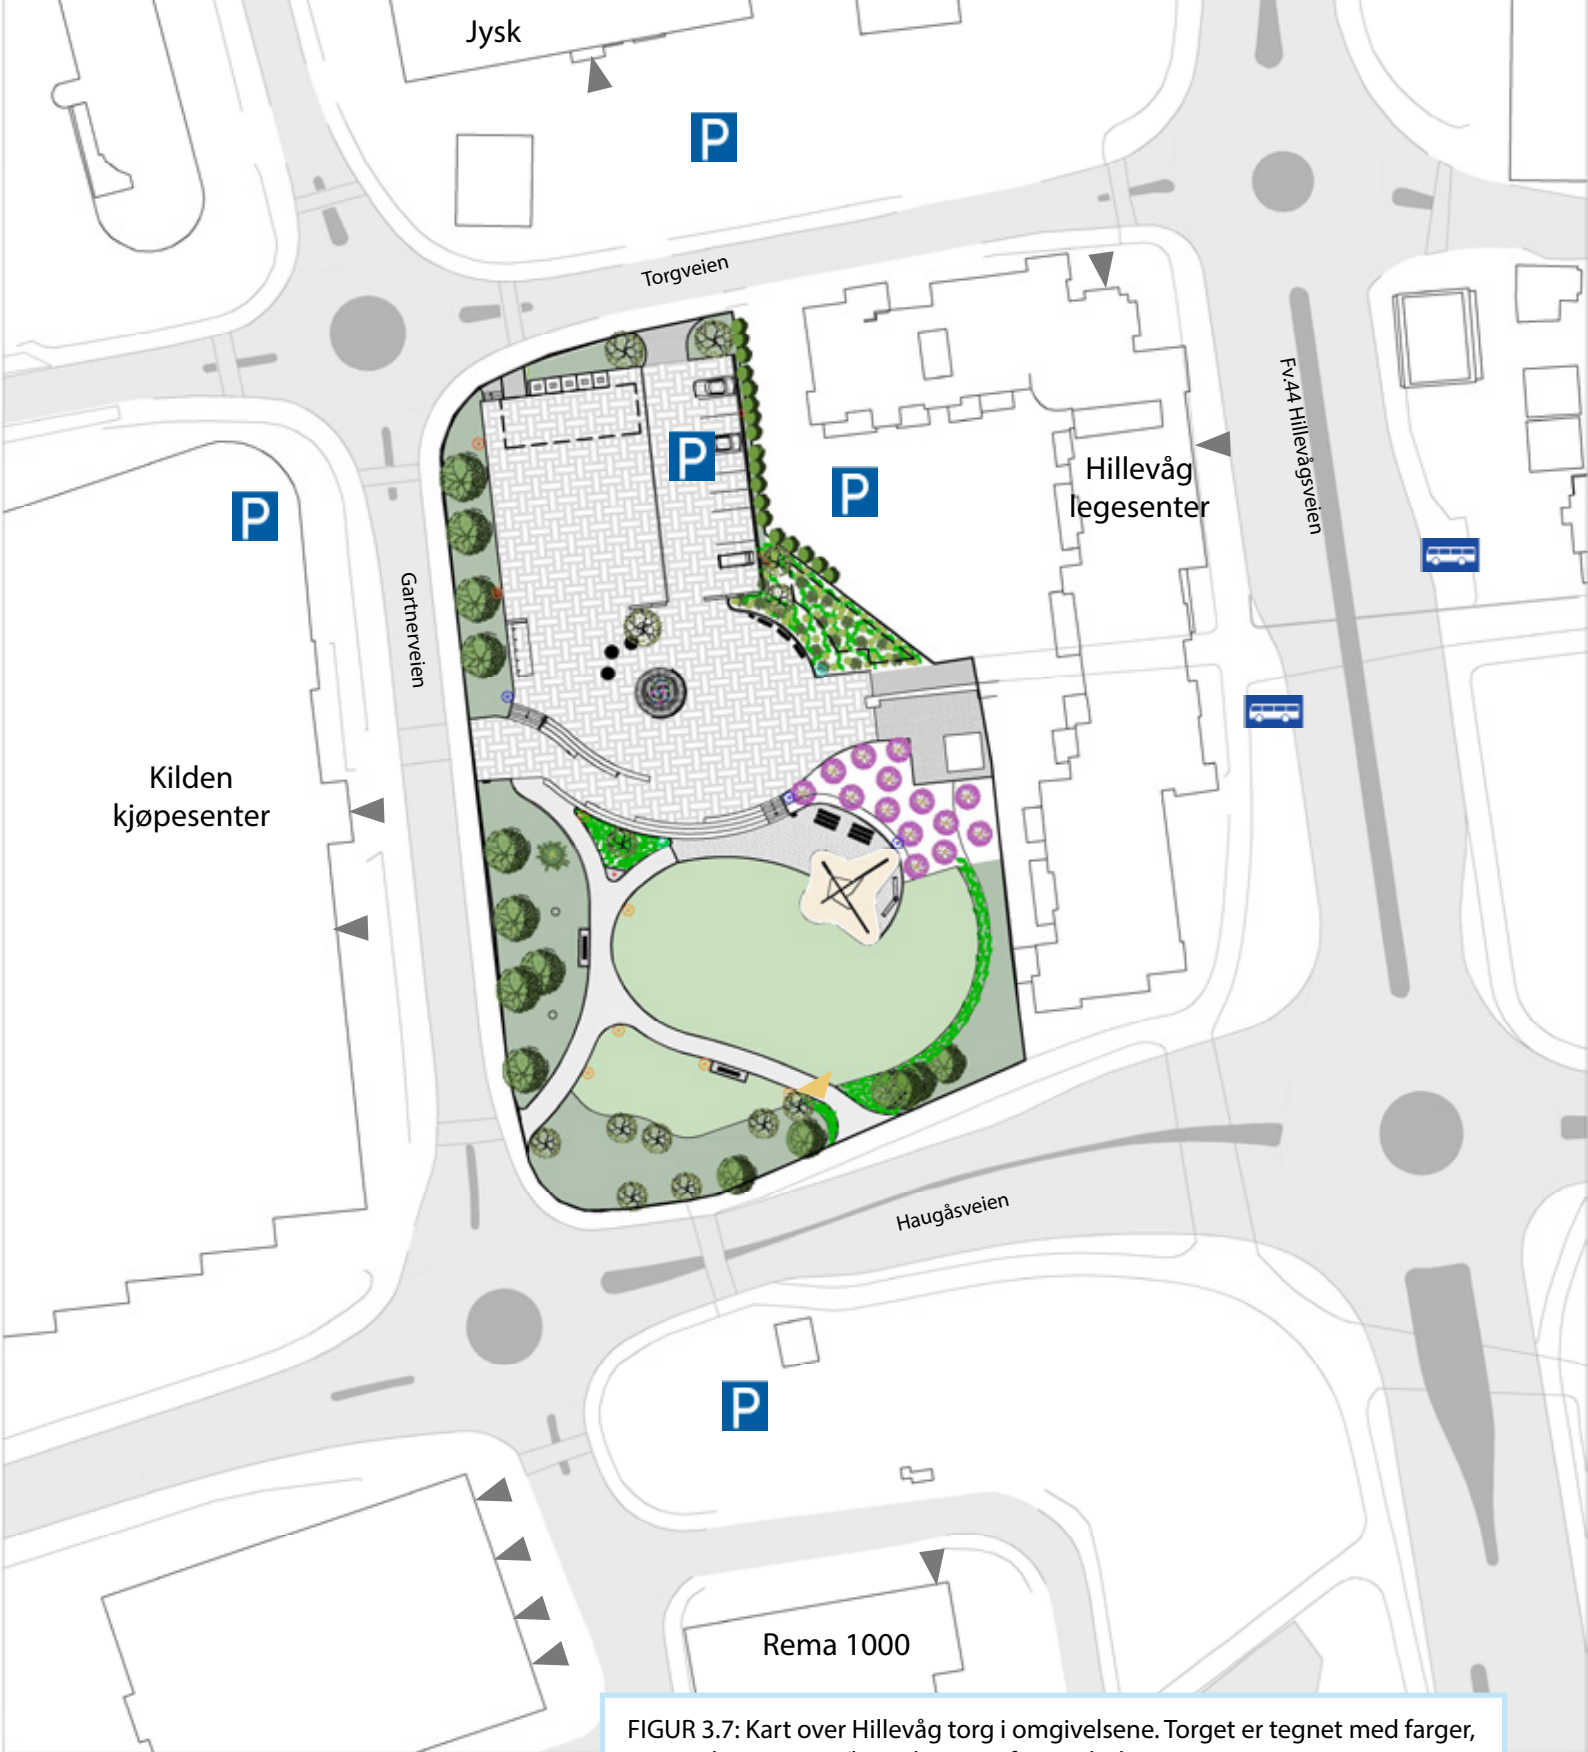 Jysk
P
Torgveien
P
P
P
Hillevåg
legesenter
Fv.44 Hillevågsveien
Gartnerveien
Kilden
kjøpesenter
Haugåsveien
P
Rema 1000
FIGUR 3.7: Kart over Hillevåg torg i omgivelsene. Torget er tegnet med farger,